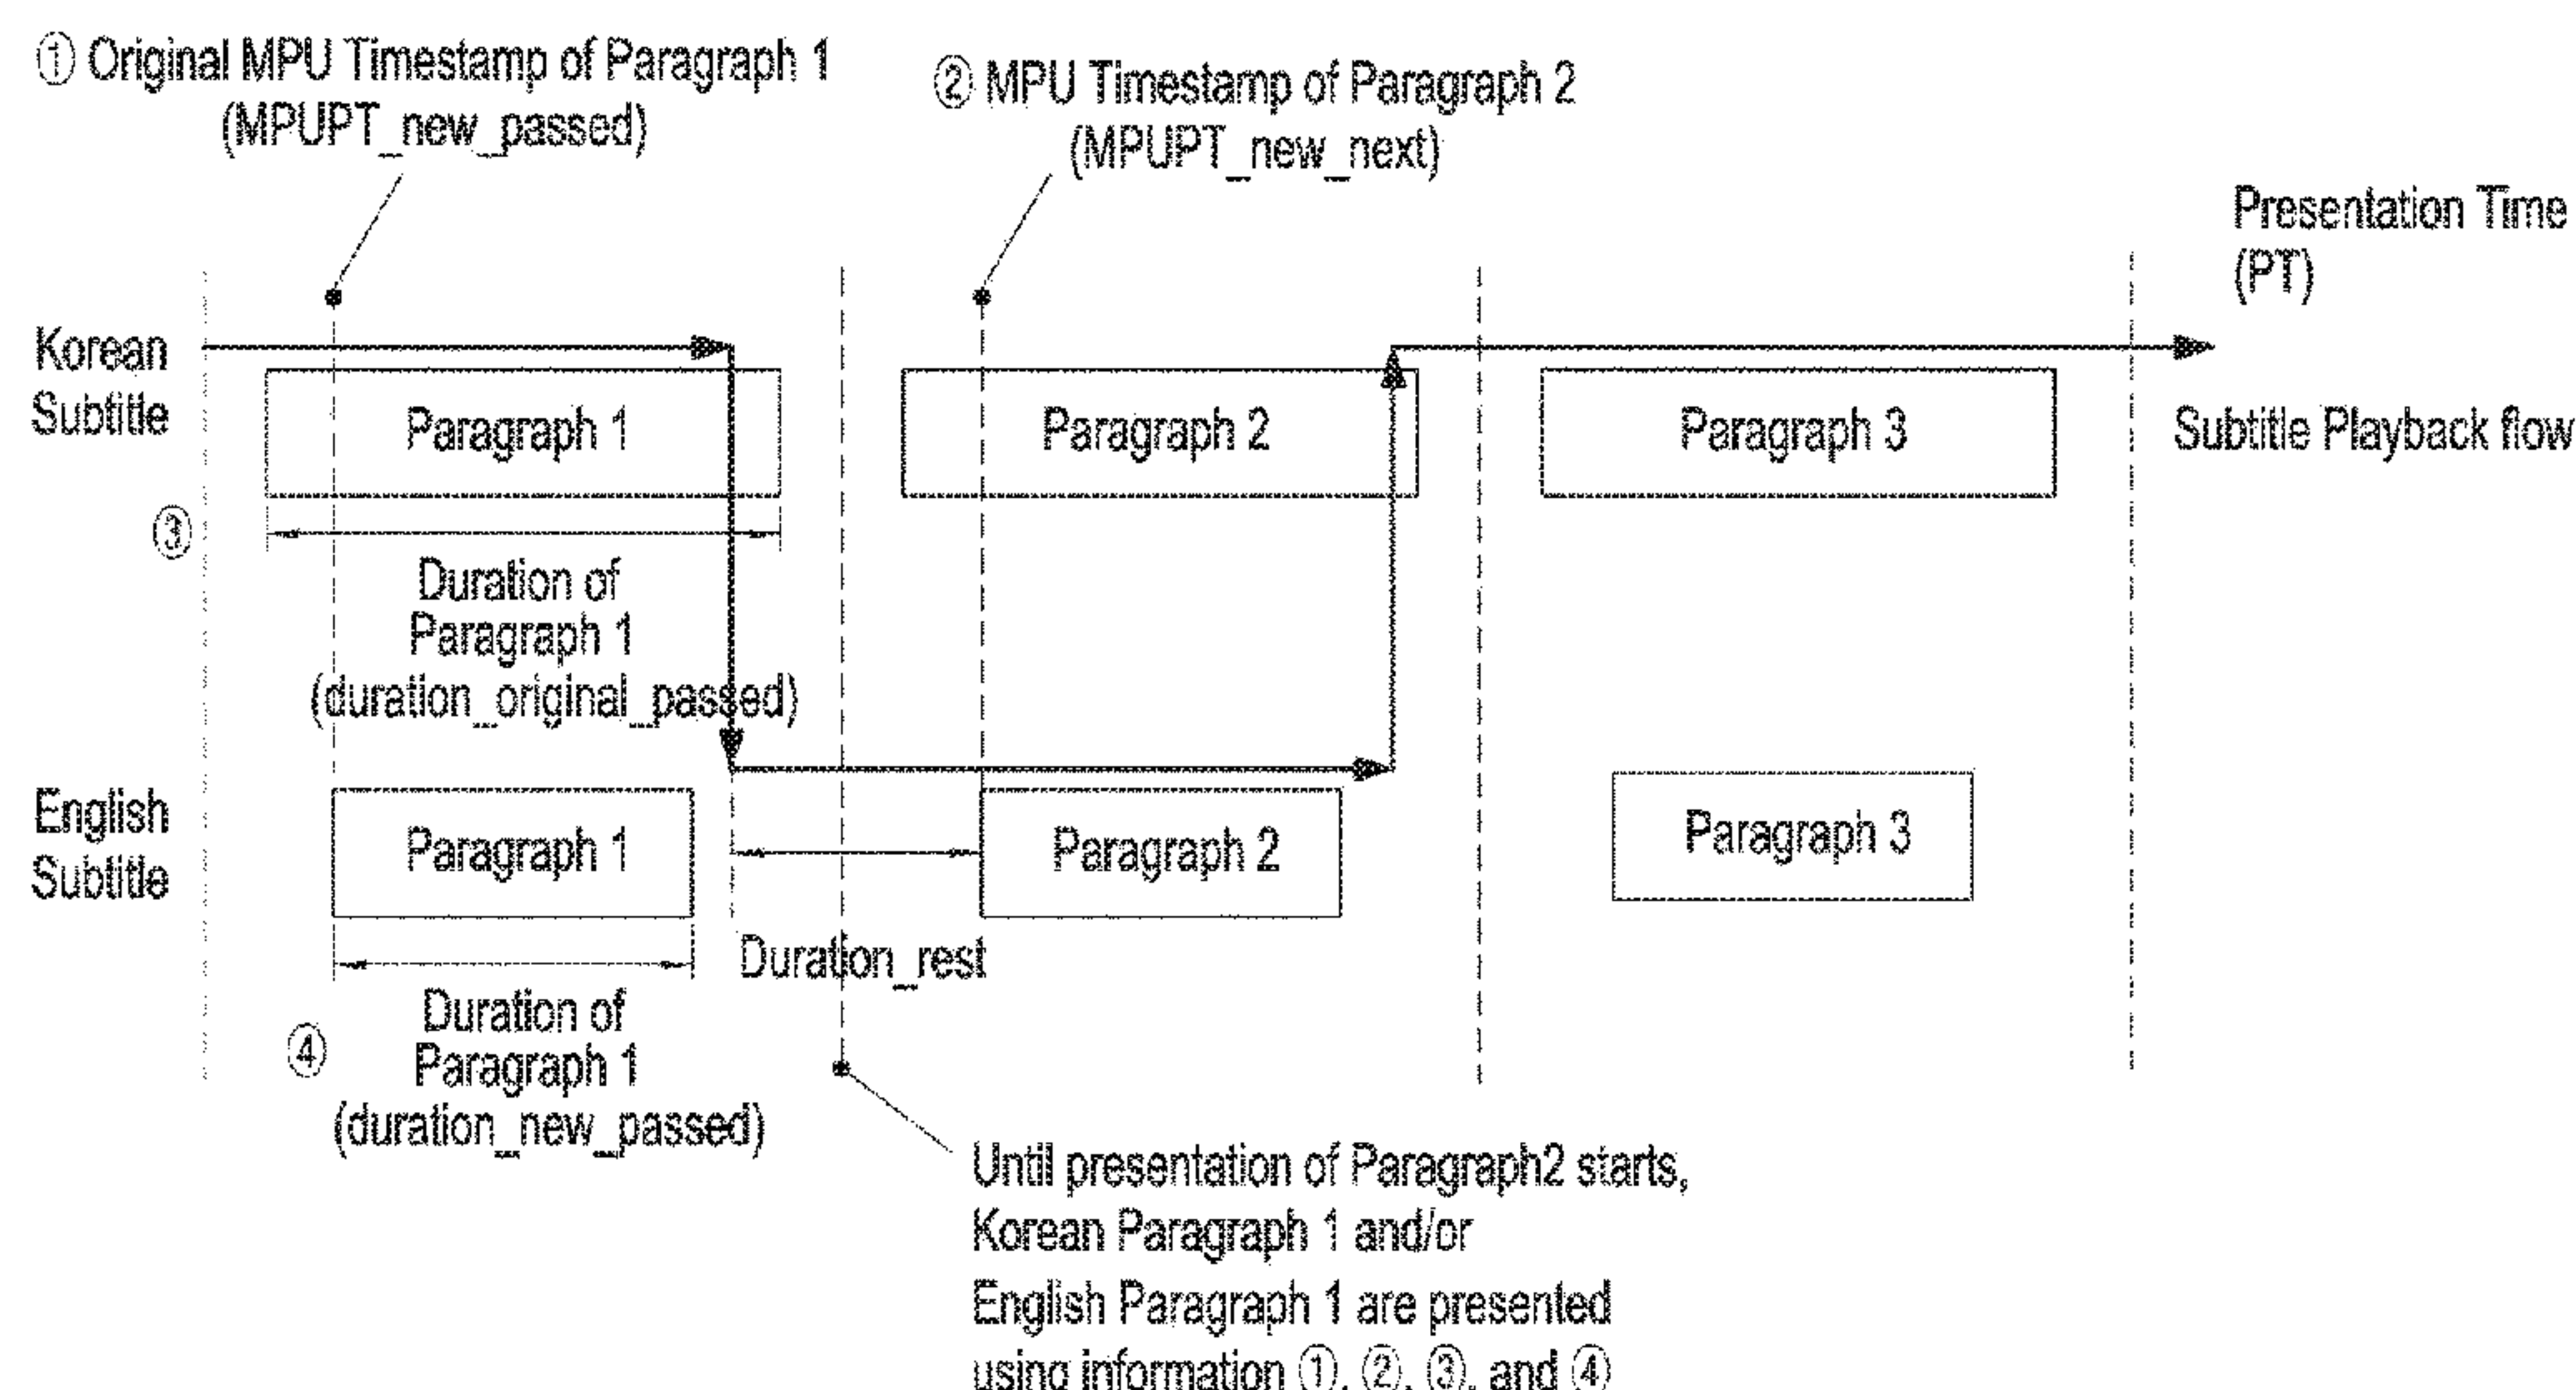 ① Original MPU Timestamp of Paragraph 1
(MPUPT_new_passed)
② MPU Timestamp of Paragraph 2
(MPUPT_new_next)
Presentation Time
(PT)
Korean
Subtitle
Paragraph 1
Paragraph 2
Paragraph 3
Subtitle Playback flow
③
Duration of
Paragraph 1
(duration_original_passed)
English
Subtitle
Paragraph 1
Paragraph 2
Paragraph 3
Duration_rest
④
Duration of
Paragraph 1
(duration_new_passed)
Until presentation of Paragraph2 starts,
Korean Paragraph 1 and/or
English Paragraph 1 are presented
using information ①, ②, ③, and ④